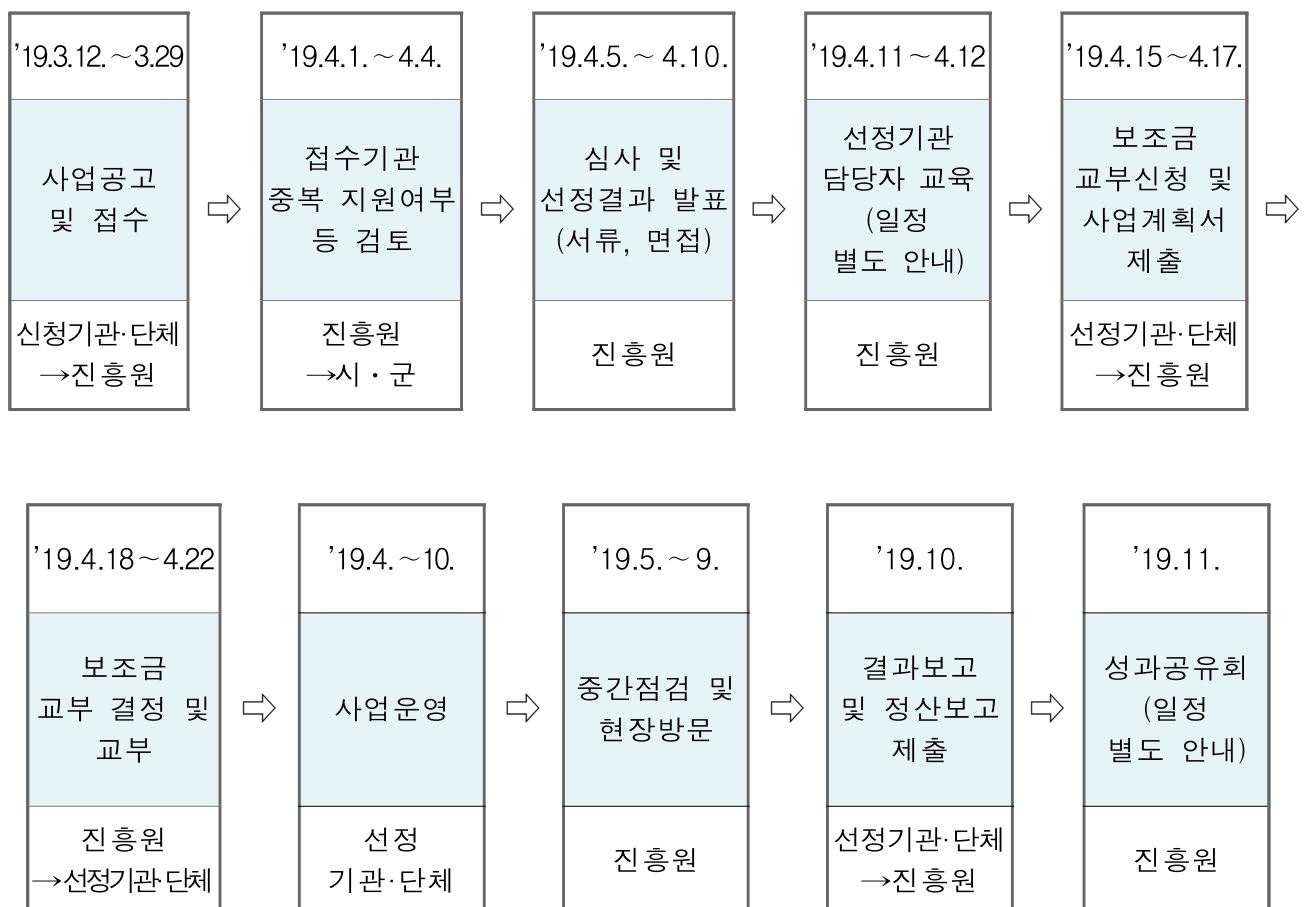 '19.3.12.~3.29
사업공고
및 접수
신청기관·단체
→진흥원
⇨
'19.4.1.~4.4.
접수기관
중복 지원여부
등 검토
진흥원
→시・군
⇨
'19.4.5.~4.10.
심사 및
선정결과 발표
(서류, 면접)
진흥원
⇨
'19.4.11~4.12
선정기관
담당자 교육
(일정
별도 안내)
진흥원
⇨
'19.4.15~4.17.
보조금
교부신청 및
사업계획서
제출
선정기관·단체
→진흥원
⇨
'19.4.18~4.22
보조금
교부 결정 및
교부
진흥원
→선정기관·단체
⇨
'19.4.~10.
사업운영
선정
기관·단체
⇨
'19.5.~9.
중간점검 및
현장방문
진흥원
⇨
'19.10.
결과보고
및 정산보고
제출
선정기관·단체
→진흥원
⇨
'19.11.
성과공유회
(일정
별도 안내)
진흥원